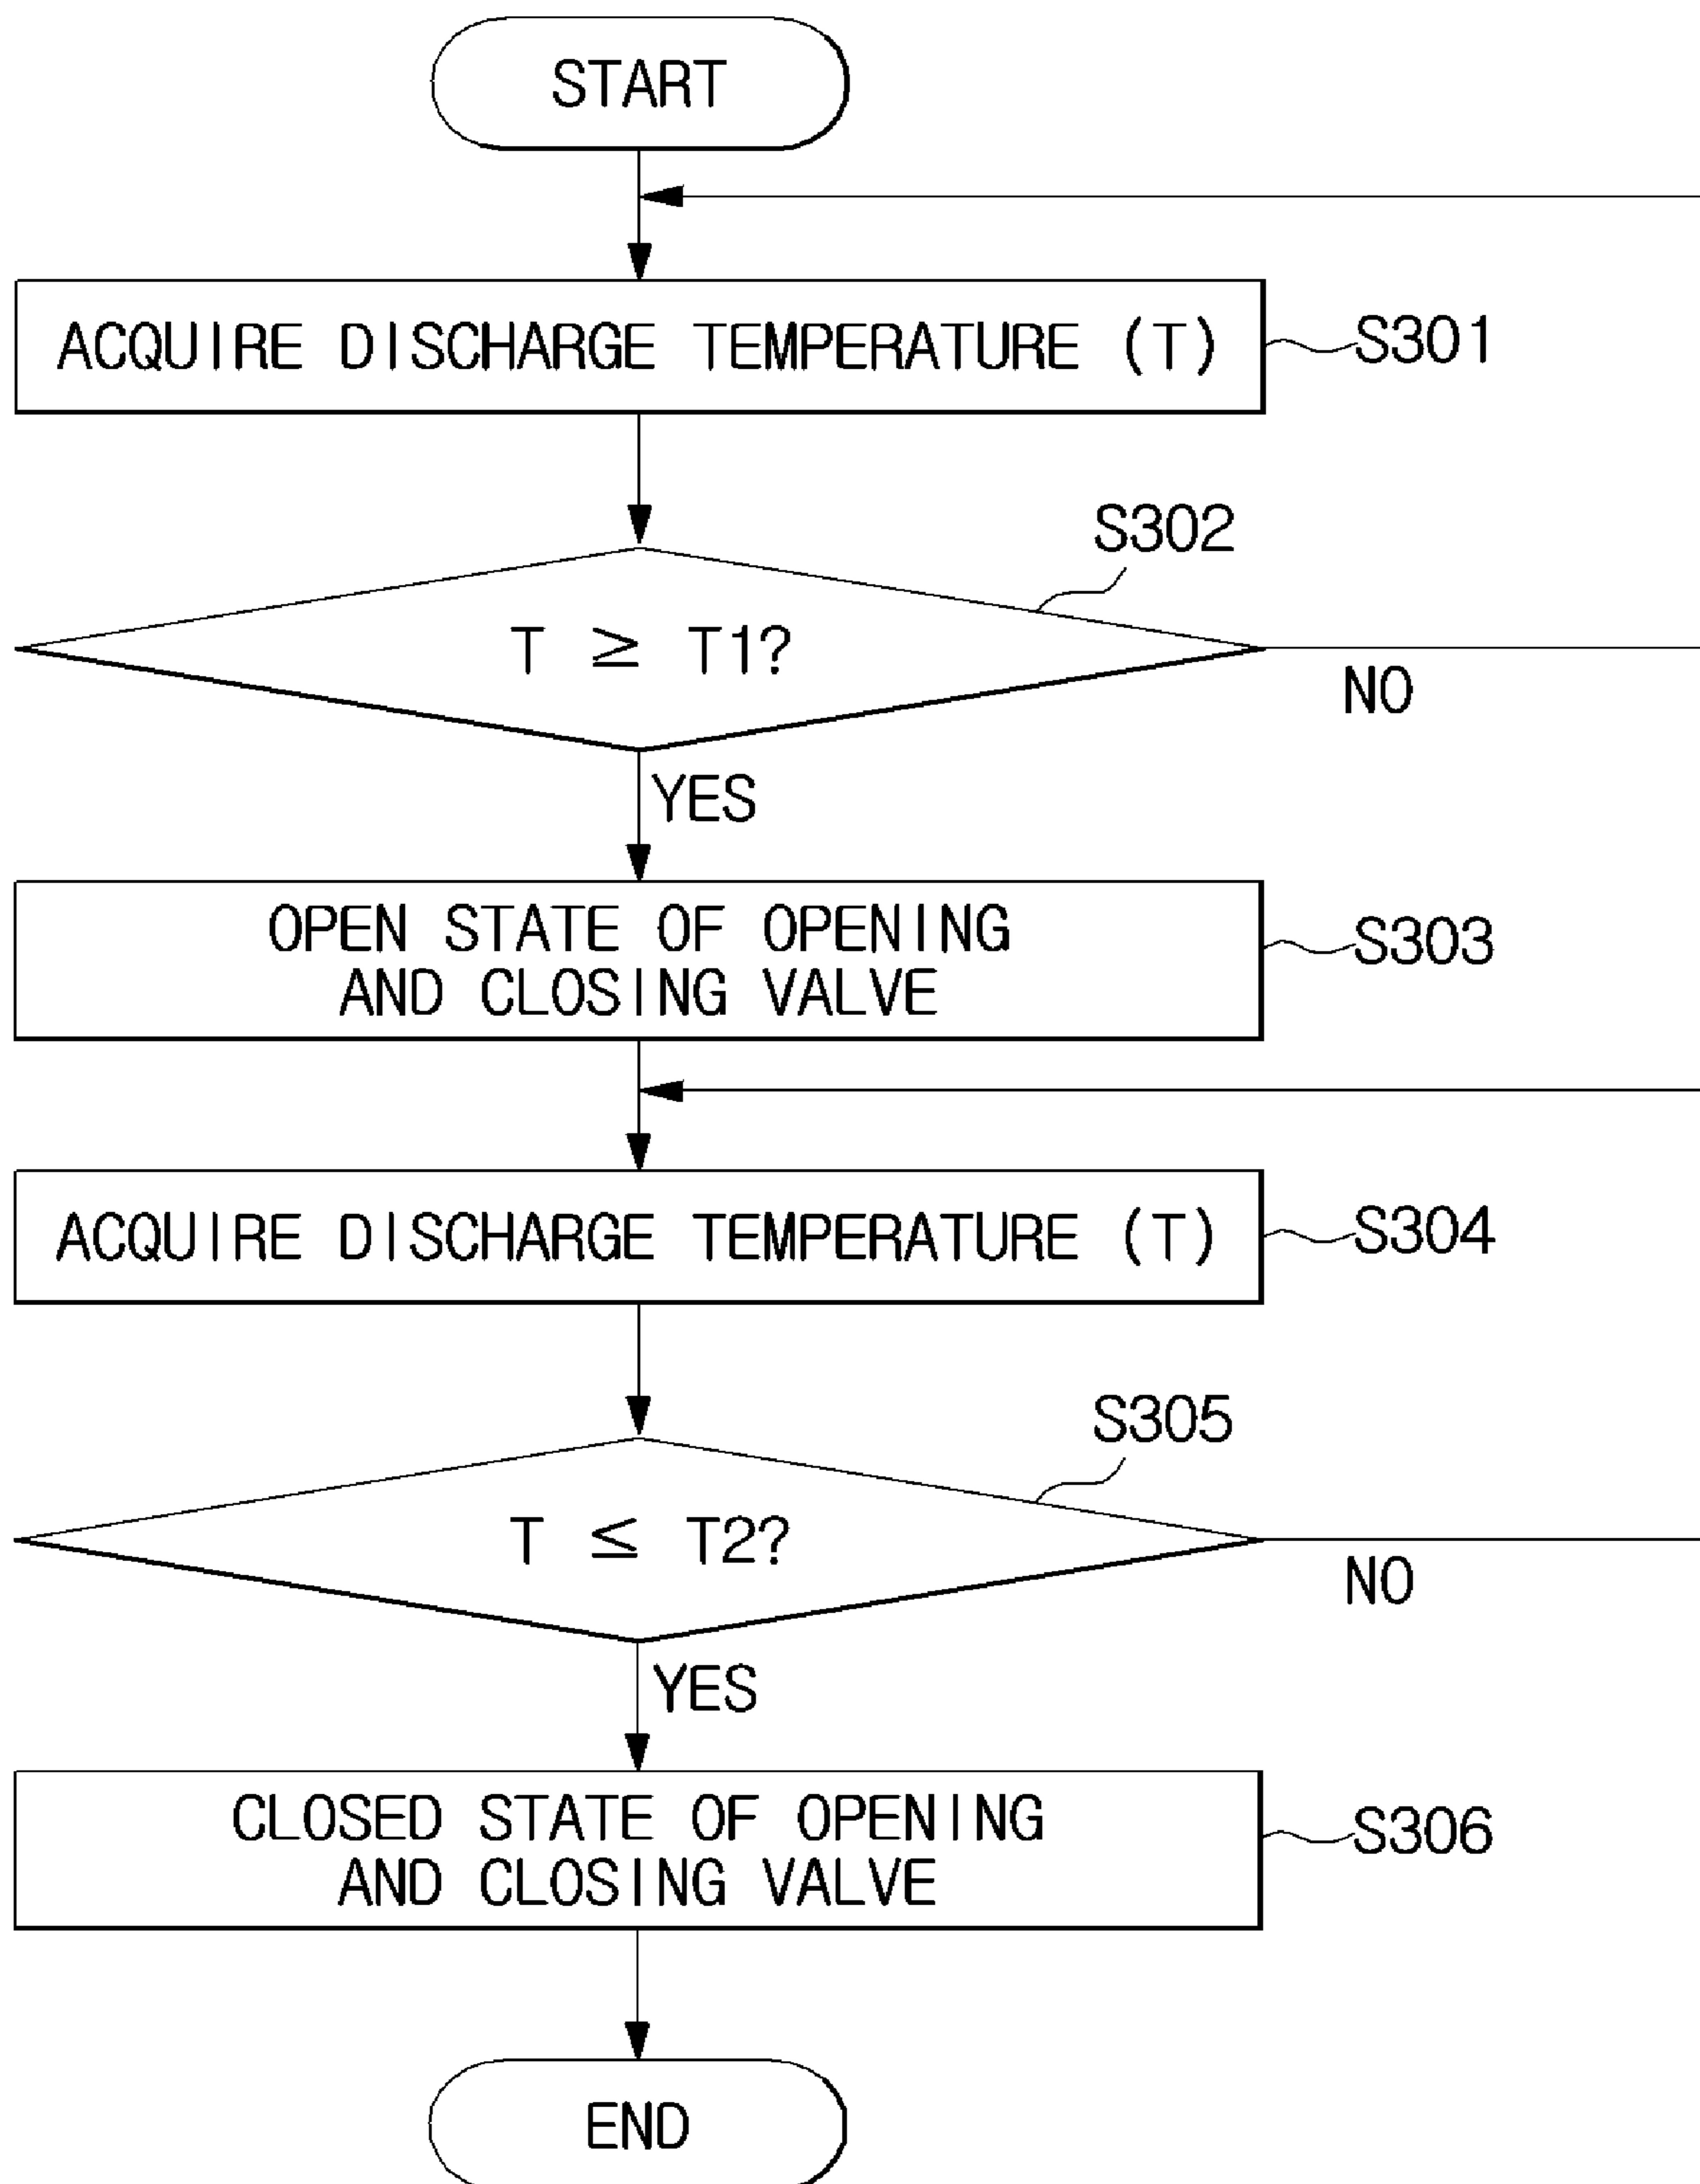 START
ACQUIRE DISCHARGE TEMPERATURE (T)
S301
S302
T ≥ T1?
NO
YES
OPEN STATE OF OPENING
AND CLOSING VALVE
S303
ACQUIRE DISCHARGE TEMPERATURE (T)
S304
S305
T ≤ T2?
NO
YES
CLOSED STATE OF OPENING
AND CLOSING VALVE
S306
END